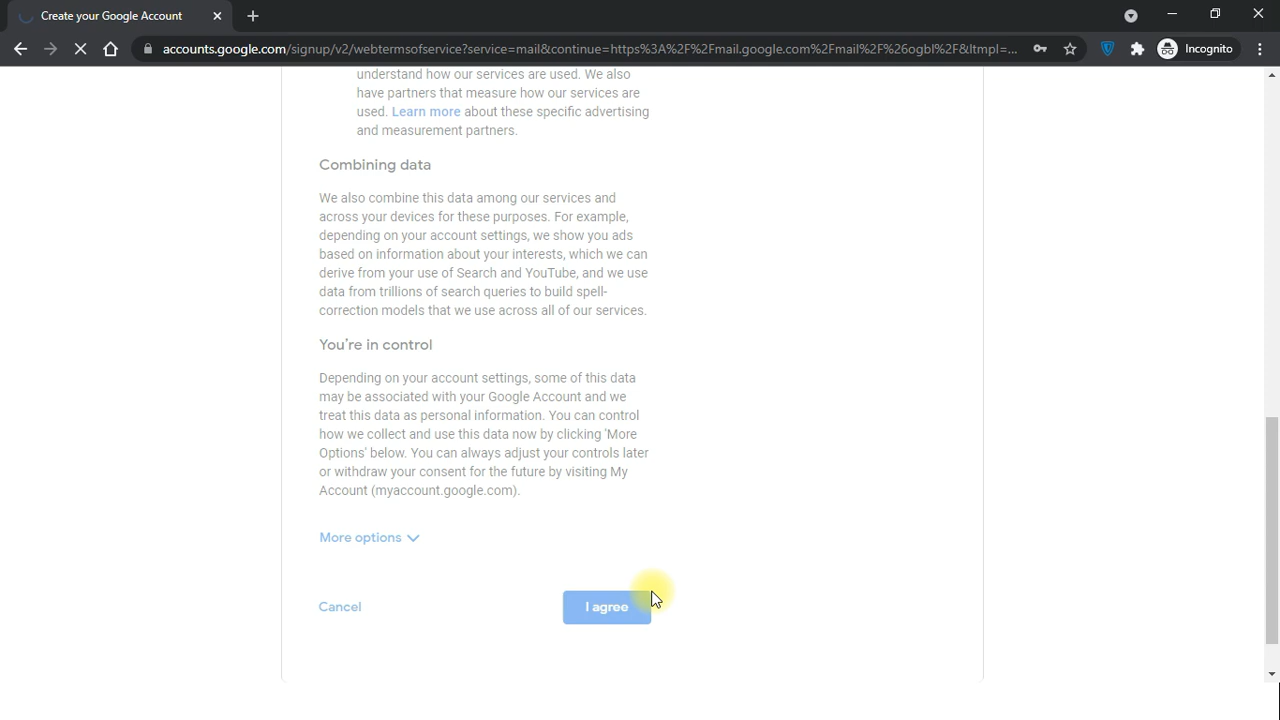 Create your Google Account
accounts.google.com/signup/v2/webtermsofservice?service=mail&continue=https%3A%2F%2Fmail.google.com%2Fmail%2F%26ogbl%2F&ltmpl=...
Incognito
understand how our services are used. We also
have partners that measure how our services are
used. Learn more about these specific advertising
and measurement partners.
Combining data
We also combine this data among our services and
across your devices for these purposes. For example,
depending on your account settings, we show you ads
based on information about your interests, which we can
derive from your use of Search and YouTube, and we use
data from trillions of search queries to build spell-
correction models that we use across all of our services.
You're in control
Depending on your account settings, some of this data
may be associated with your Google Account and we
treat this data as personal information. You can control
how we collect and use this data now by clicking 'More
Options' below. You can always adjust your controls later
or withdraw your consent for the future by visiting My
Account (myaccount.google.com).
More options
Cancel
I agree